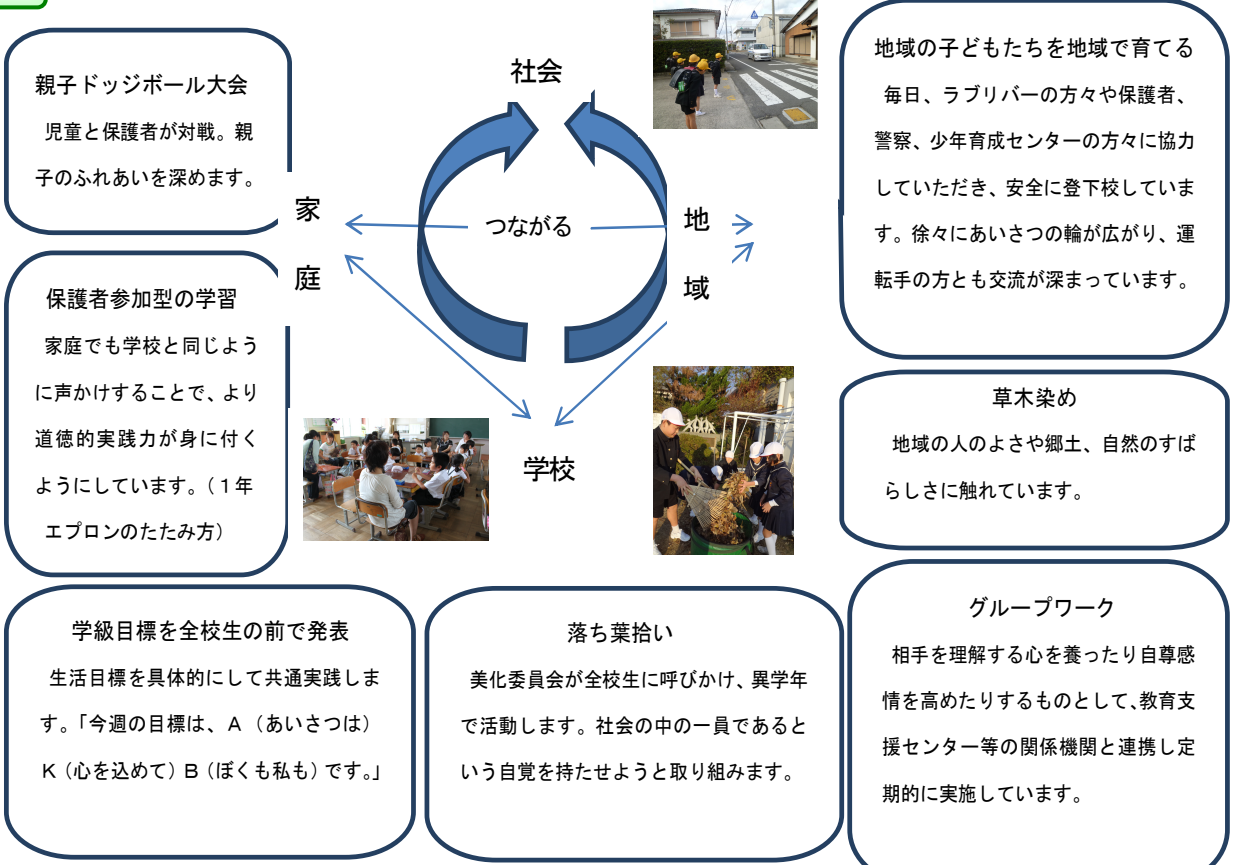 親子ドッジボール大会
児童と保護者が対戦。親
子のふれあいを深めます。
社会
家
庭
つながる
地
域
学校
地域の子どもたちを地域で育てる
毎日、ラブリバーの方々や保護者、
警察、少年育成センターの方々に協力
していただき、安全に登下校していま
す。徐々にあいさつの輪が広がり、運
転手の方とも交流が深まっています。
保護者参加型の学習
家庭でも学校と同じよう
に声かけすることで、より
道徳的実践力が身に付く
ようにしています。(1年
エプロンのたたみ方)
草木染め
地域の人のよさや郷土、自然のすば
らしさに触れています。
学級目標を全校生の前で発表
生活目標を具体的にして共通実践しま
す。「今週の目標は、A(あいさつは)
K(心を込めて)B(ぼくも私も)です。」
落ち葉拾い
美化委員会が全校生に呼びかけ、異学年
で活動します。社会の中の一員であると
いう自覚を持たせようと取り組みます。
グループワーク
相手を理解する心を養ったり自尊感
情を高めたりするものとして、教育支
援センター等の関係機関と連携し定
期的に実施しています。